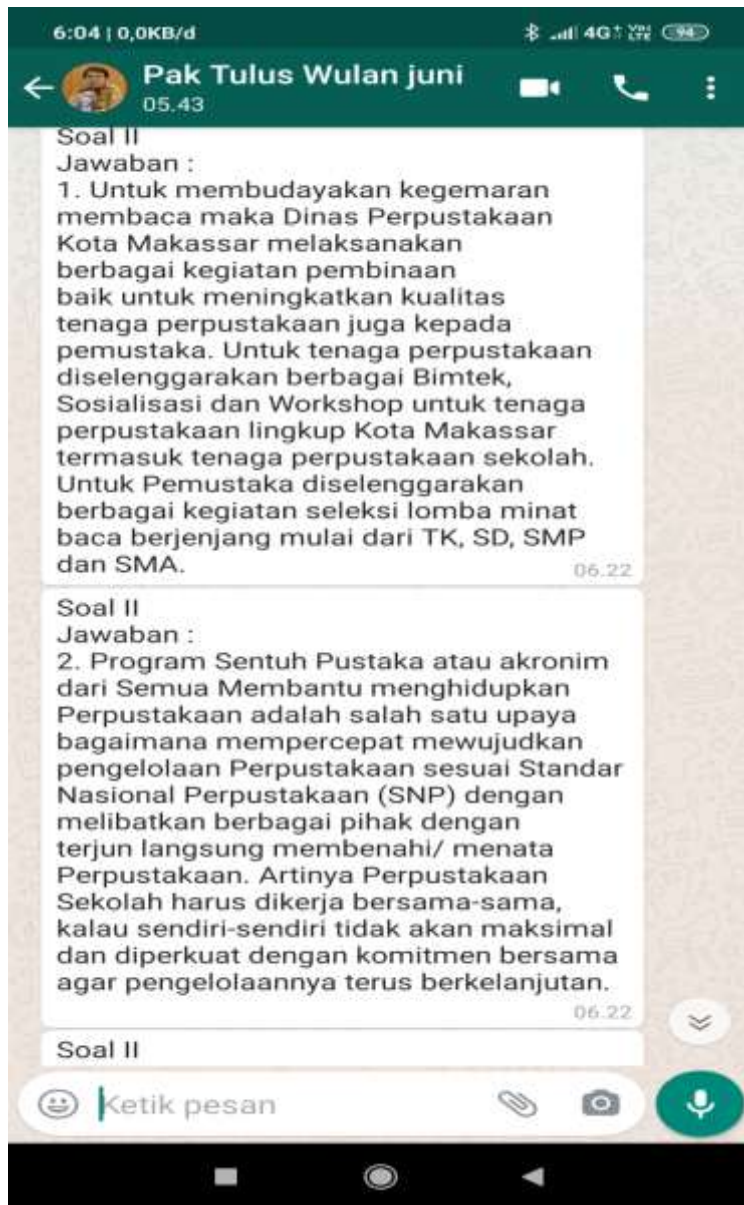 6:04 | 0,0KB/d
4G+ VoLTE 94
Pak Tulus Wulan juni
05.43
Soal II
Jawaban :
1. Untuk membudayakan kegemaran
membaca maka Dinas Perpustakaan
Kota Makassar melaksanakan
berbagai kegiatan pembinaan
baik untuk meningkatkan kualitas
tenaga perpustakaan juga kepada
pemustaka. Untuk tenaga perpustakaan
diselenggarakan berbagai Bimtek,
Sosialisasi dan Workshop untuk tenaga
perpustakaan lingkup Kota Makassar
termasuk tenaga perpustakaan sekolah.
Untuk Pemustaka diselenggarakan
berbagai kegiatan seleksi lomba minat
baca berjenjang mulai dari TK, SD, SMP
dan SMA.
06.22
Soal II
Jawaban :
2. Program Sentuh Pustaka atau akronim
dari Semua Membantu menghidupkan
Perpustakaan adalah salah satu upaya
bagaimana mempercepat mewujudkan
pengelolaan Perpustakaan sesuai Standar
Nasional Perpustakaan (SNP) dengan
melibatkan berbagai pihak dengan
terjun langsung membenahi/ menata
Perpustakaan. Artinya Perpustakaan
Sekolah harus dikerja bersama-sama,
kalau sendiri-sendiri tidak akan maksimal
dan diperkuat dengan komitmen bersama
agar pengelolaannya terus berkelanjutan.
06.22
Soal II
Ketik pesan